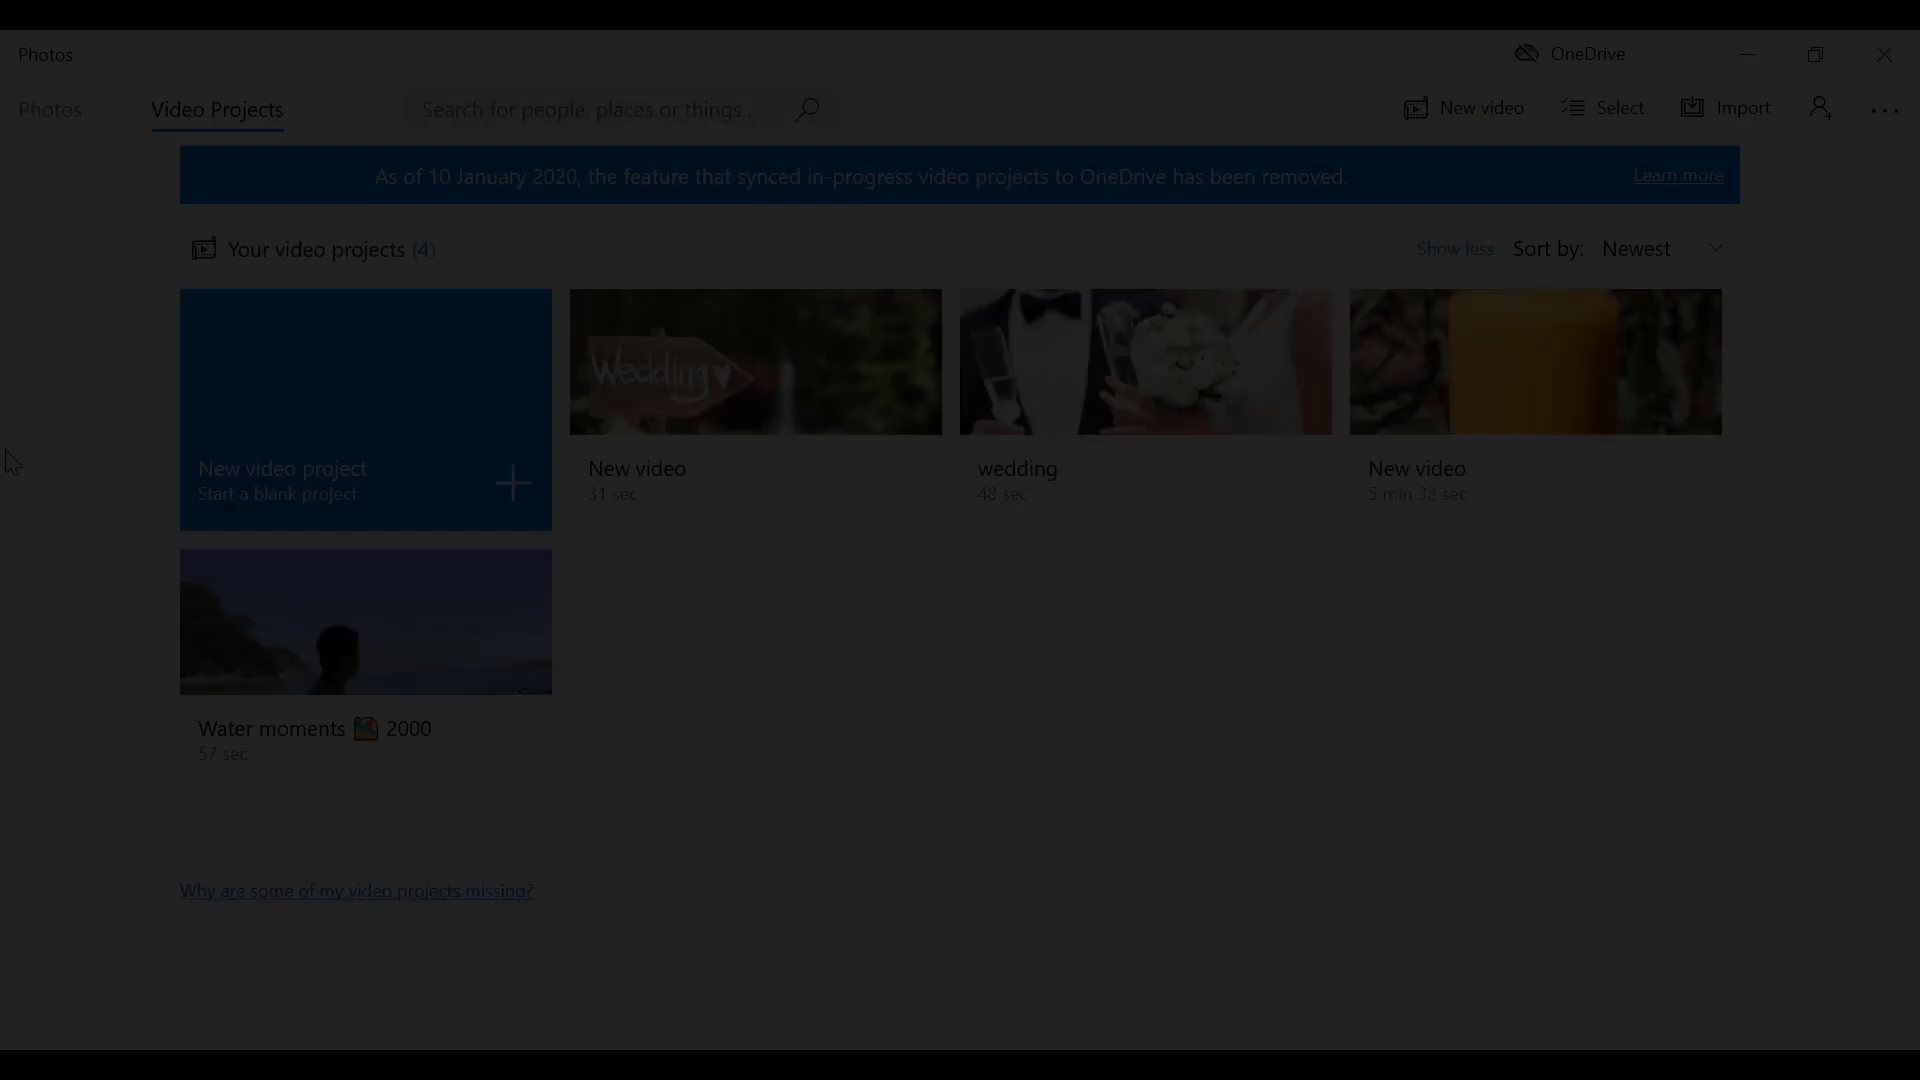 Photos
OneDrive
Photos
Video Projects
Search for people, places or things...
New video
Select
Import
As of 10 January 2020, the feature that synced in-progress video projects to OneDrive has been removed.
Learn more
Your video projects (4)
Show less
Sort by: Newest
Wedding
New video project
Start a blank project
New video
31 sec
wedding
48 sec
New video
5 min 32 sec
Water moments 2000
57 sec
Why are some of my video projects missing?